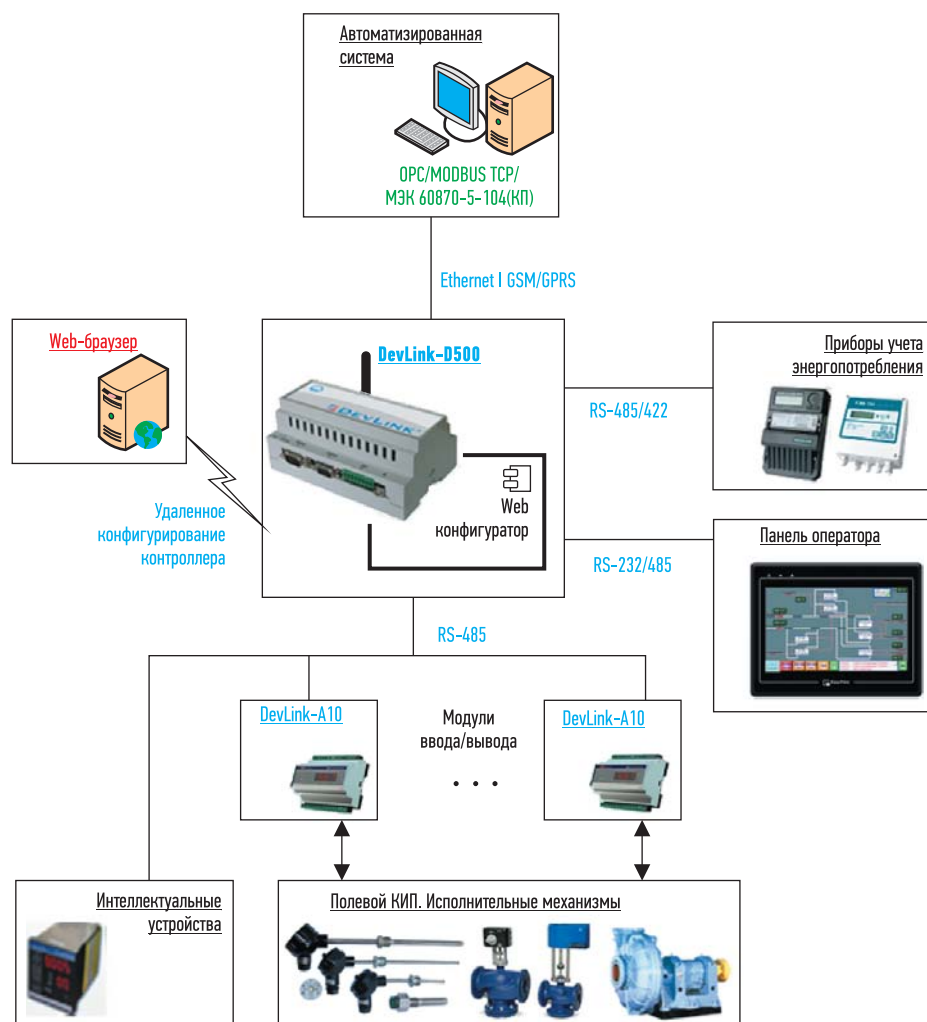 Автоматизированная
система
OPC/MODBUS TCP/
МЭК 60870-5-104(КП)
Ethernet | GSM/GPRS
Web-браузер
DevLink-D500
DEVLINK
Web
конфигуратор
Удаленное
конфигурирование
контроллера
RS-485/422
Приборы учета
энергопотребления
RS-232/485
Панель оператора
RS-485
DevLink-A10
Модули
ввода/вывода
. . .
DevLink-A10
Интеллектуальные
устройства
Полевой КИП. Исполнительные механизмы